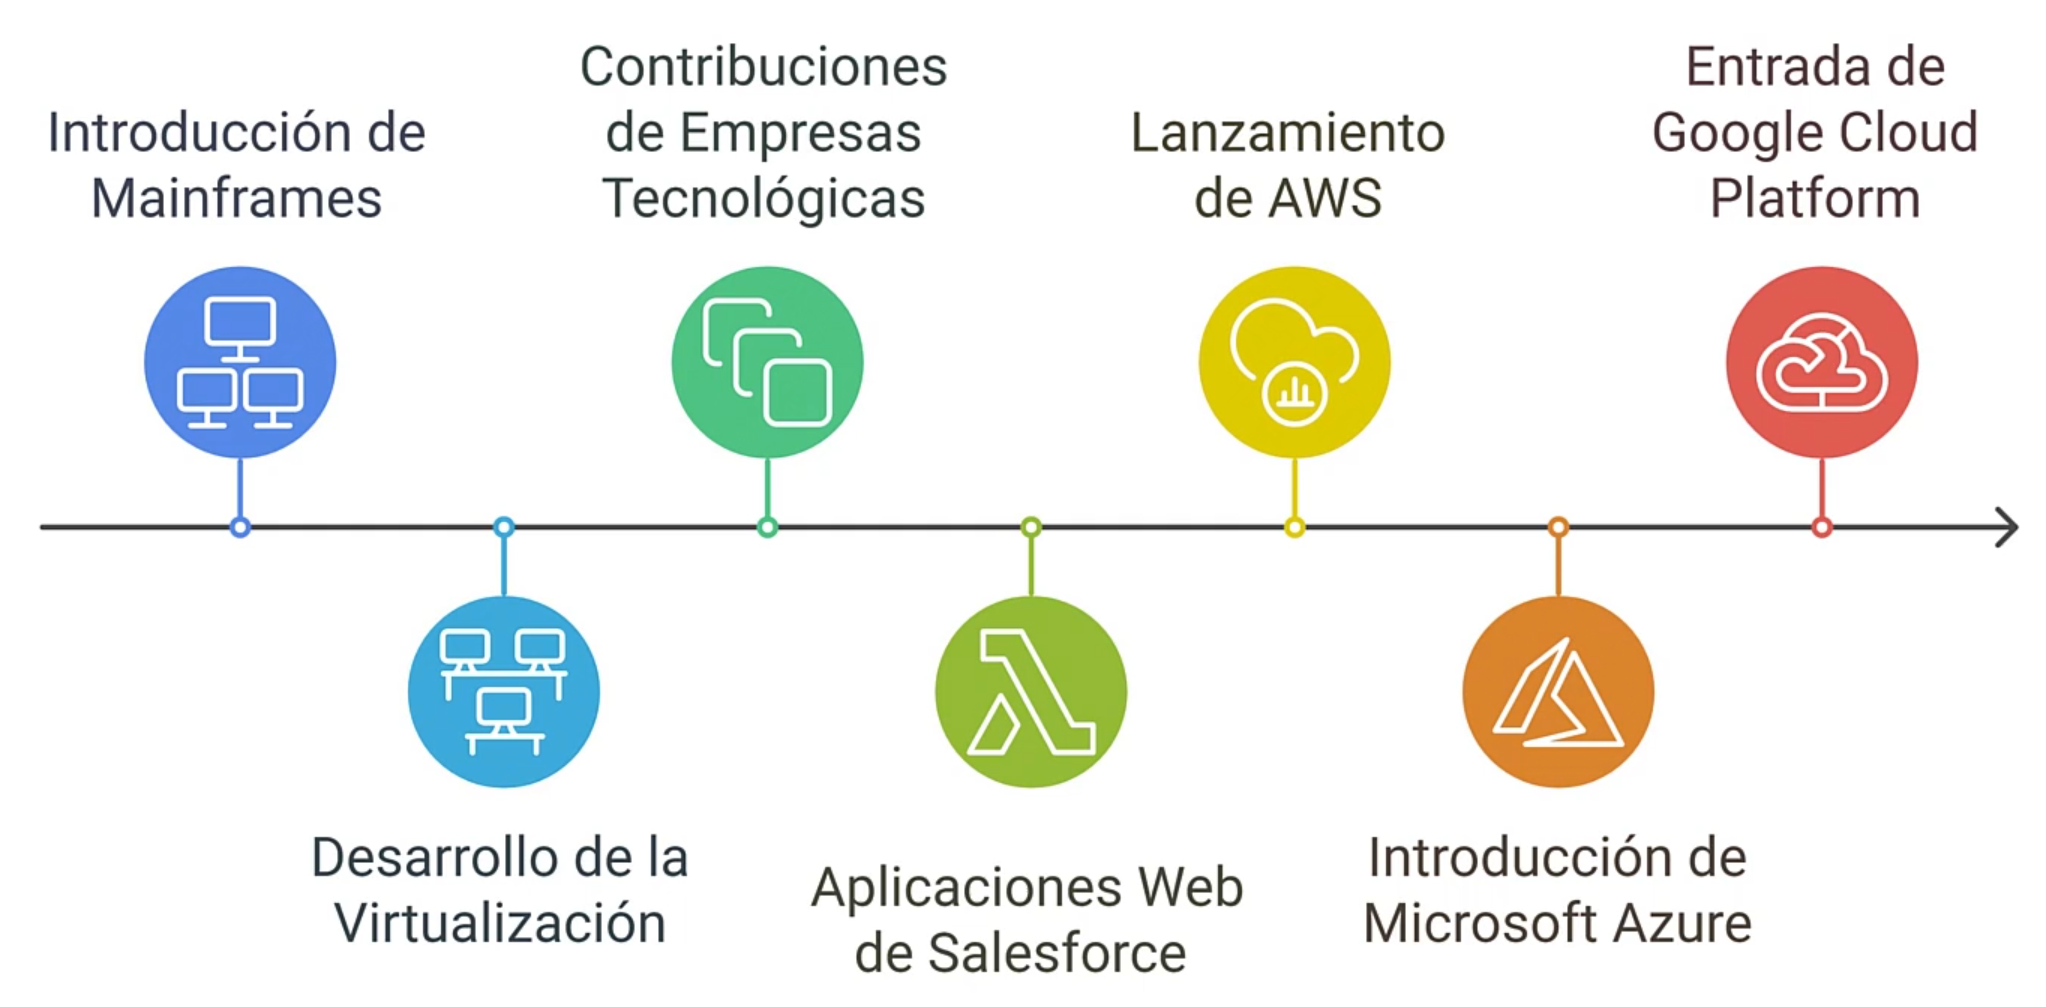 Introducción de
Mainframes
Desarrollo de la
Virtualización
Contribuciones
de Empresas
Tecnológicas
Aplicaciones Web
de Salesforce
Lanzamiento
de AWS
Introducción de
Microsoft Azure
Entrada de
Google Cloud
Platform